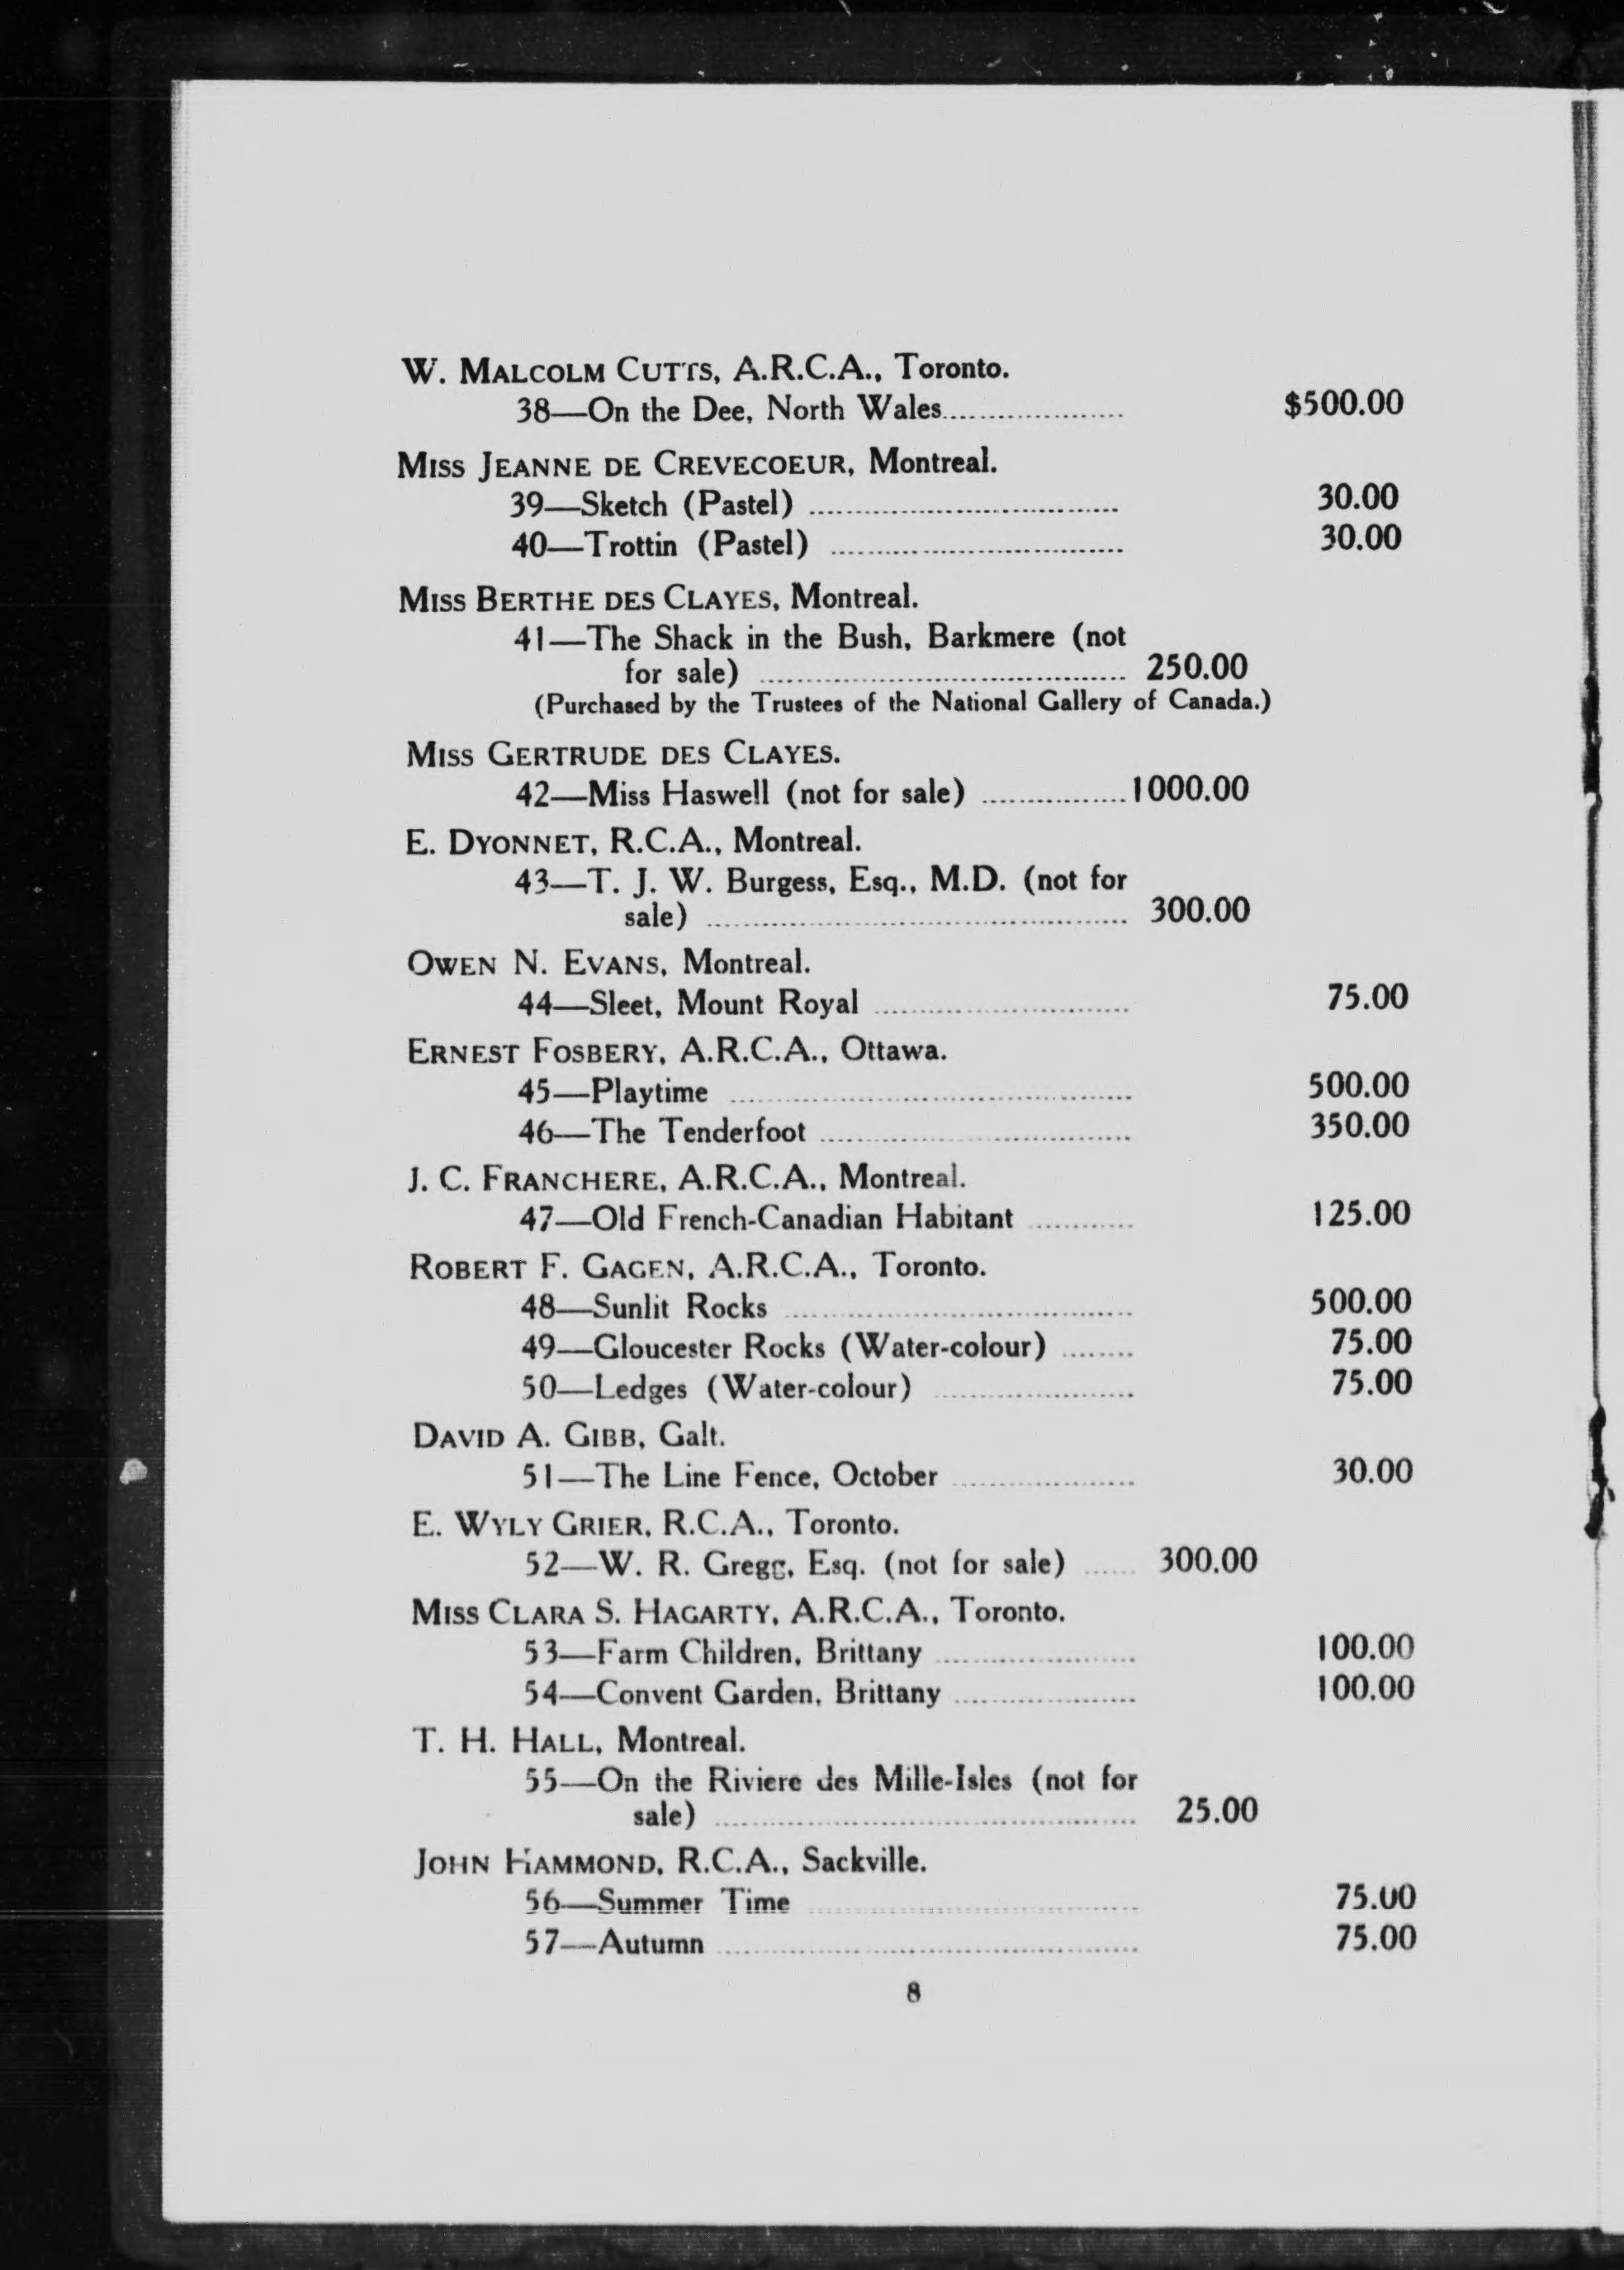 W. MALCOLM CUTTS, A.R.C.A., Toronto.
38—On the Dee, North Wales.................... $500.00
MISS JEANNE DE CREVECOEUR, Montreal.
39—Sketch (Pastel) .................................. 30.00
40—Trottin (Pastel) ................................ 30.00
MISS BERTHE DES CLAYES, Montreal.
41—The Shack in the Bush, Barkmere (not
for sale) ........................................ 250.00
(Purchased by the Trustees of the National Gallery of Canada.)
MISS GERTRUDE DES CLAYES.
42—Miss Haswell (not for sale) ................1000.00
E. DYONNET, R.C.A., Montreal.
43—T. J. W. Burgess, Esq., M.D. (not for
sale) .............................................. 300.00
OWEN N. EVANS, Montreal.
44—Sleet, Mount Royal ............................ 75.00
ERNEST FOSBERY, A.R.C.A., Ottawa.
45—Playtime ............................................ 500.00
46—The Tenderfoot .................................. 350.00
J. C. FRANCHERE, A.R.C.A., Montreal.
47—Old French-Canadian Habitant ............ 125.00
ROBERT F. GAGEN, A.R.C.A., Toronto.
48—Sunlit Rocks ...................................... 500.00
49—Gloucester Rocks (Water-colour) ........ 75.00
50—Ledges (Water-colour) ...................... 75.00
DAVID A. GIBB, Galt.
51—The Line Fence, October .................... 30.00
E. WYLY GRIER, R.C.A., Toronto.
52—W. R. Gregg, Esq. (not for sale) ...... 300.00
MISS CLARA S. HAGARTY, A.R.C.A., Toronto.
53—Farm Children, Brittany ...................... 100.00
54—Convent Garden, Brittany .................... 100.00
T. H. HALL, Montreal.
55—On the Riviere des Mille-Isles (not for
sale) .............................................. 25.00
JOHN HAMMOND, R.C.A., Sackville.
56—Summer Time .................................... 75.00
57—Autumn .............................................. 75.00
8